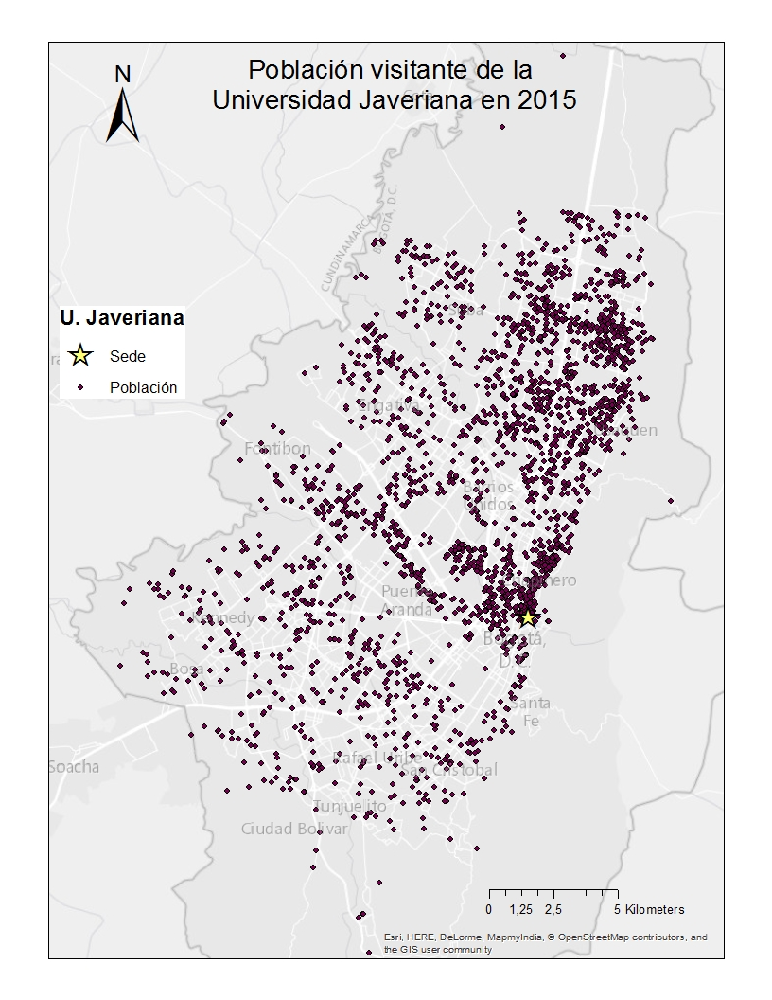 Población visitante de la
Universidad Javeriana en 2015
N
CUNDINAMARCA
BOGOTÁ, D.C.
U. Javeriana
Sede
Población
Suba
Engativa
Fontibon
Usaquen
Barrios
Unidos
Chapinero
Puente
Aranda
Kennedy
Bogotá,
D.C.
Bosa
Santa
Fe
Soacha
Rafael Uribe
San Cristobal
Tunjuelito
Ciudad Bolivar
0 1,25 2,5 5 Kilometers
Esri, HERE, DeLorme, MapmyIndia, © OpenStreetMap contributors, and
the GIS user community